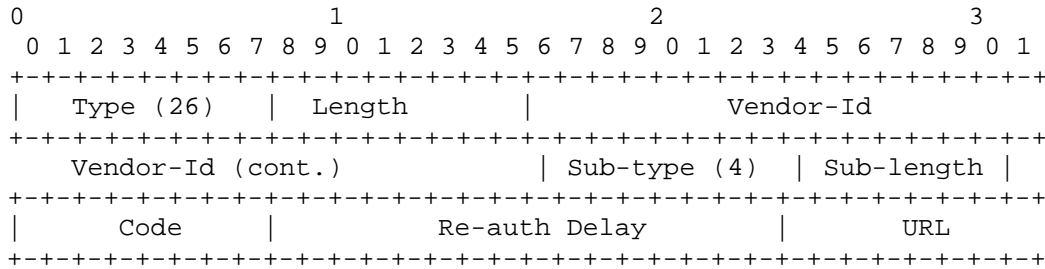 0                   1                   2                   3
 0 1 2 3 4 5 6 7 8 9 0 1 2 3 4 5 6 7 8 9 0 1 2 3 4 5 6 7 8 9 0 1
+-+-+-+-+-+-+-+-+-+-+-+-+-+-+-+-+-+-+-+-+-+-+-+-+-+-+-+-+-+-+-+-+
|   Type (26)   |  Length       |            Vendor-Id
+-+-+-+-+-+-+-+-+-+-+-+-+-+-+-+-+-+-+-+-+-+-+-+-+-+-+-+-+-+-+-+-+
    Vendor-Id (cont.)            | Sub-type (4)  | Sub-length |
+-+-+-+-+-+-+-+-+-+-+-+-+-+-+-+-+-+-+-+-+-+-+-+-+-+-+-+-+-+-+-+-+
|      Code     |          Re-auth Delay        |       URL
+-+-+-+-+-+-+-+-+-+-+-+-+-+-+-+-+-+-+-+-+-+-+-+-+-+-+-+-+-+-+-+-+